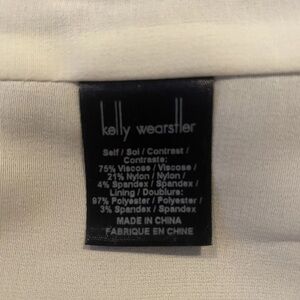 kelly wearstler
Self / Soi / Contrast /
Contraste:
75% Viscose / Viscose /
21% Nylon / Nylon /
4% Spandex / Spandex /
Lining / Doublure:
97% Polyester / Polyester /
3% Spandex / Spandex
MADE IN CHINA
FABRIQUE EN CHINE